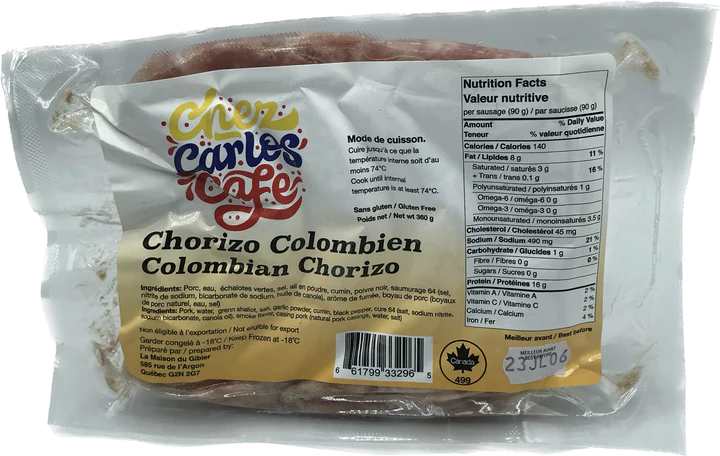 Chez
Carlos
Café
Mode de cuisson.
Cuire jusqu'à ce que la
température interne soit d'au
moins 74°C
Cook until internal
temperature is at least 74°C.
Sans gluten / Gluten Free
Poids net / Net wt 360 g
Chorizo Colombien
Colombian Chorizo
Ingrédients: Porc, eau, échalotes vertes, sel, ail en poudre, cumin, poivre noir, saumurage 64 (sel,
nitrite de sodium, bicarbonate de sodium, huile de canola), arôme de fumée, boyau de porc (boyaux
de porc naturel, eau, sel)
Ingredients: Pork, water, grenn shallot, salt, garlic powder, cumin, black pepper, cure 64 (salt, sodium nitrite,
sodium bicarbonate, canola oil), smoke flavor, casing pork (natural pork casings, water, salt)
Non éligible à l'exportation / Not eligible for export
Garder congelé à -18°C / Keep Frozen at -18°C
Préparé par / prepared by:
La Maison du Gibier
585 rue de l'Argon
Québec G2N 2G7
6 61799 33296 5
Canada
499
Nutrition Facts
Valeur nutritive
per sausage (90 g) / par saucisse (90 g)
Amount % Daily Value
Teneur % valeur quotidienne
Calories / Calories 140
Fat / Lipides 8 g 11 %
Saturated / saturés 3 g 16 %
+ Trans / trans 0.1 g
Polyunsaturated / polyinsaturés 1 g
Omega-6 / oméga-6 0 g
Omega-3 / oméga-3 0 g
Monounsaturated / monoinsaturés 3.5 g
Cholesterol / Cholestérol 45 mg
Sodium / Sodium 490 mg 21 %
Carbohydrate / Glucides 1 g 1 %
Fibre / Fibres 0 g 0 %
Sugars / Sucres 0 g
Protein / Protéines 16 g
Vitamin A / Vitamine A 2 %
Vitamin C / Vitamine C 2 %
Calcium / Calcium 2 %
Iron / Fer 4 %
Meilleur avant / Best before
MEILLEUR AVANT
23JL06